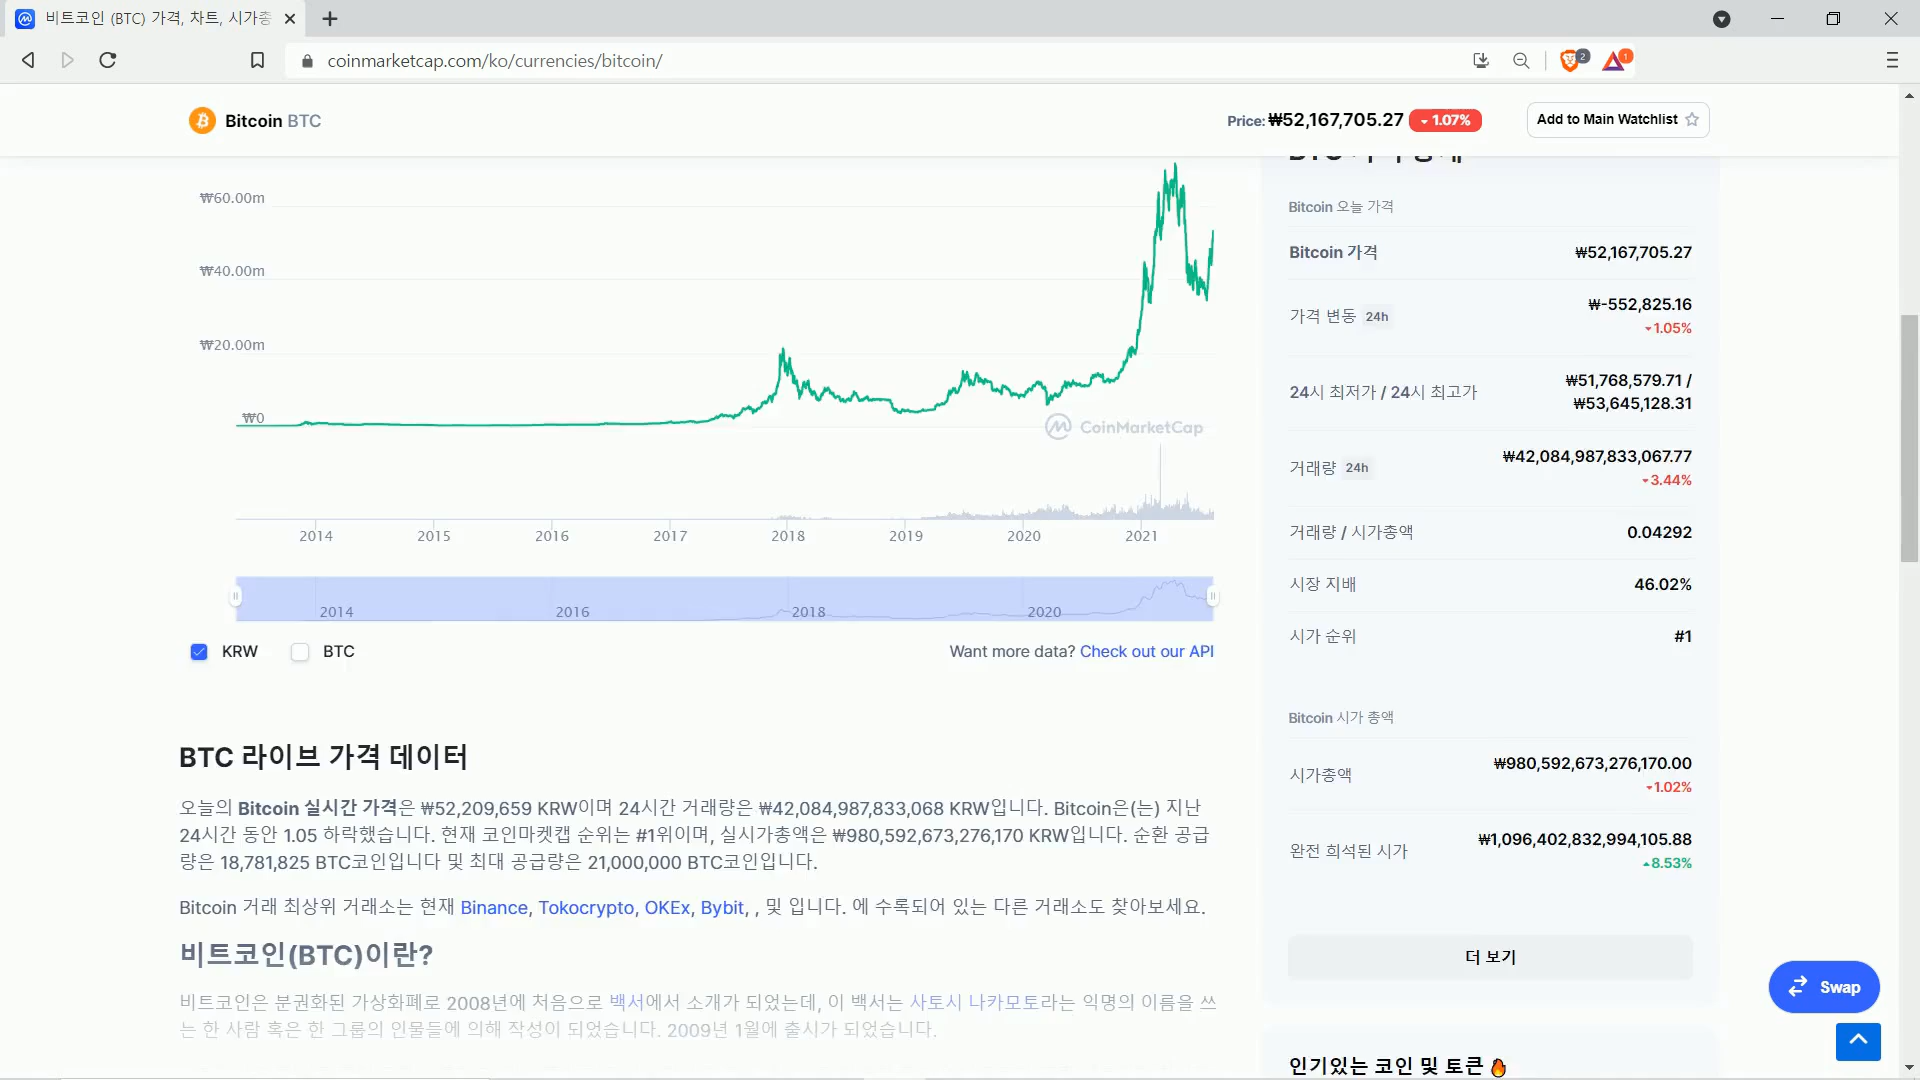 비트코인 (BTC) 가격, 차트, 시가총
coinmarketcap.com/ko/currencies/bitcoin/
2
1
Bitcoin BTC
Price: ₩52,167,705.27 1.07%
Add to Main Watchlist
₩60.00m
₩40.00m
₩20.00m
₩0
CoinMarketCap
2014 2015 2016 2017 2018 2019 2020 2021
2014 2016 2018 2020
KRW BTC
Want more data? Check out our API
BTC 라이브 가격 데이터
오늘의 Bitcoin 실시간 가격은 ₩52,209,659 KRW이며 24시간 거래량은 ₩42,084,987,833,068 KRW입니다. Bitcoin은(는) 지난
24시간 동안 1.05 하락했습니다. 현재 코인마켓캡 순위는 #1위이며, 실시가총액은 ₩980,592,673,276,170 KRW입니다. 순환 공급
량은 18,781,825 BTC코인입니다 및 최대 공급량은 21,000,000 BTC코인입니다.
Bitcoin 거래 최상위 거래소는 현재 Binance, Tokocrypto, OKEx, Bybit, , 및 입니다. 에 수록되어 있는 다른 거래소도 찾아보세요.
비트코인(BTC)이란?
비트코인은 분권화된 가상화폐로 2008년에 처음으로 백서에서 소개가 되었는데, 이 백서는 사토시 나카모토라는 익명의 이름을 쓰
는 한 사람 혹은 한 그룹의 인물들에 의해 작성이 되었습니다. 2009년 1월에 출시가 되었습니다.
Bitcoin 오늘 가격
Bitcoin 가격 ₩52,167,705.27
가격 변동 24h ₩-552,825.16
1.05%
24시 최저가 / 24시 최고가 ₩51,768,579.71 /
₩53,645,128.31
거래량 24h ₩42,084,987,833,067.77
3.44%
거래량 / 시가총액 0.04292
시장 지배 46.02%
시가 순위 #1
Bitcoin 시가 총액
시가총액 ₩980,592,673,276,170.00
1.02%
완전 희석된 시가 ₩1,096,402,832,994,105.88
8.53%
더 보기
Swap
인기있는 코인 및 토큰